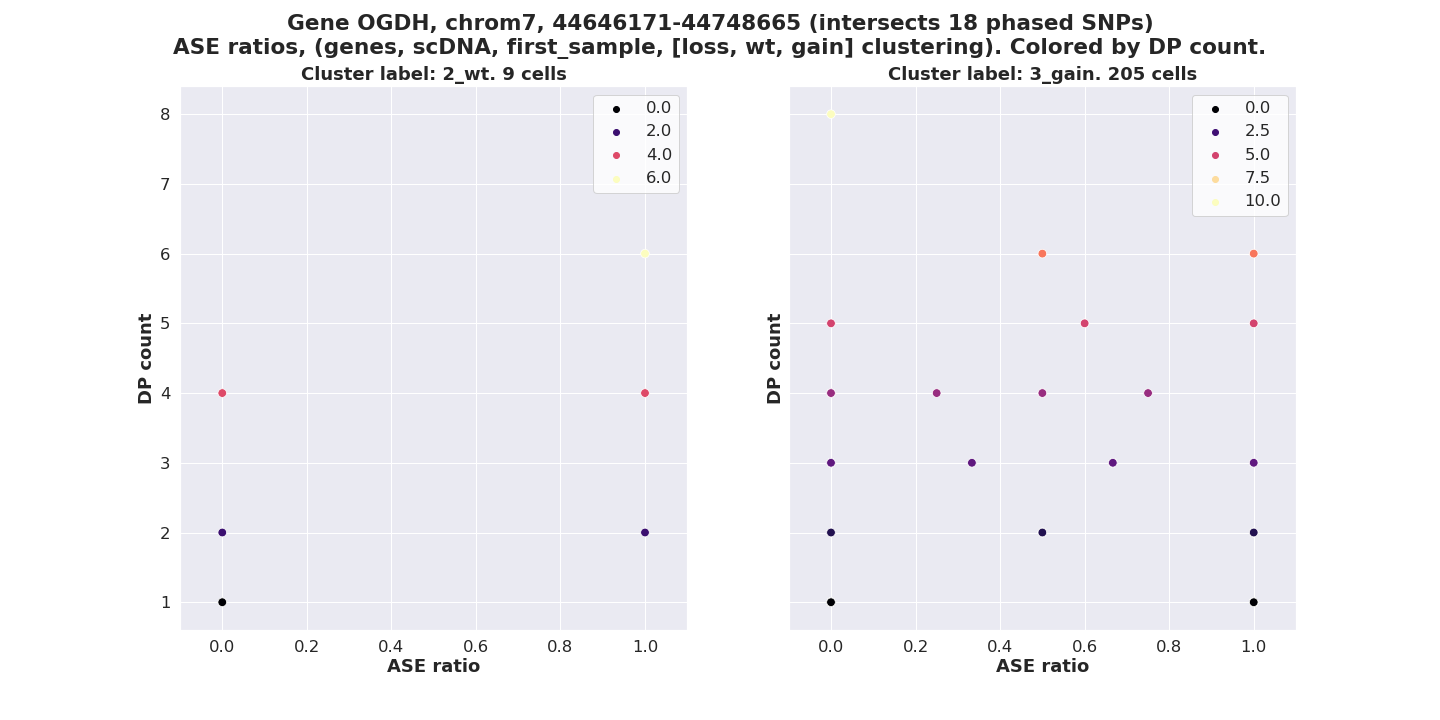 Gene OGDH, chrom7, 44646171-44748665 (intersects 18 phased SNPs)
ASE ratios, (genes, scDNA, first_sample, [loss, wt, gain] clustering). Colored by DP count.
Cluster label: 2_wt. 9 cells
8
7
6
5
4
3
2
1
DP count
0.0
2.0
4.0
6.0
0.0 0.2 0.4 0.6 0.8 1.0
ASE ratio
Cluster label: 3_gain. 205 cells
DP count
0.0
2.5
5.0
7.5
10.0
0.0 0.2 0.4 0.6 0.8 1.0
ASE ratio